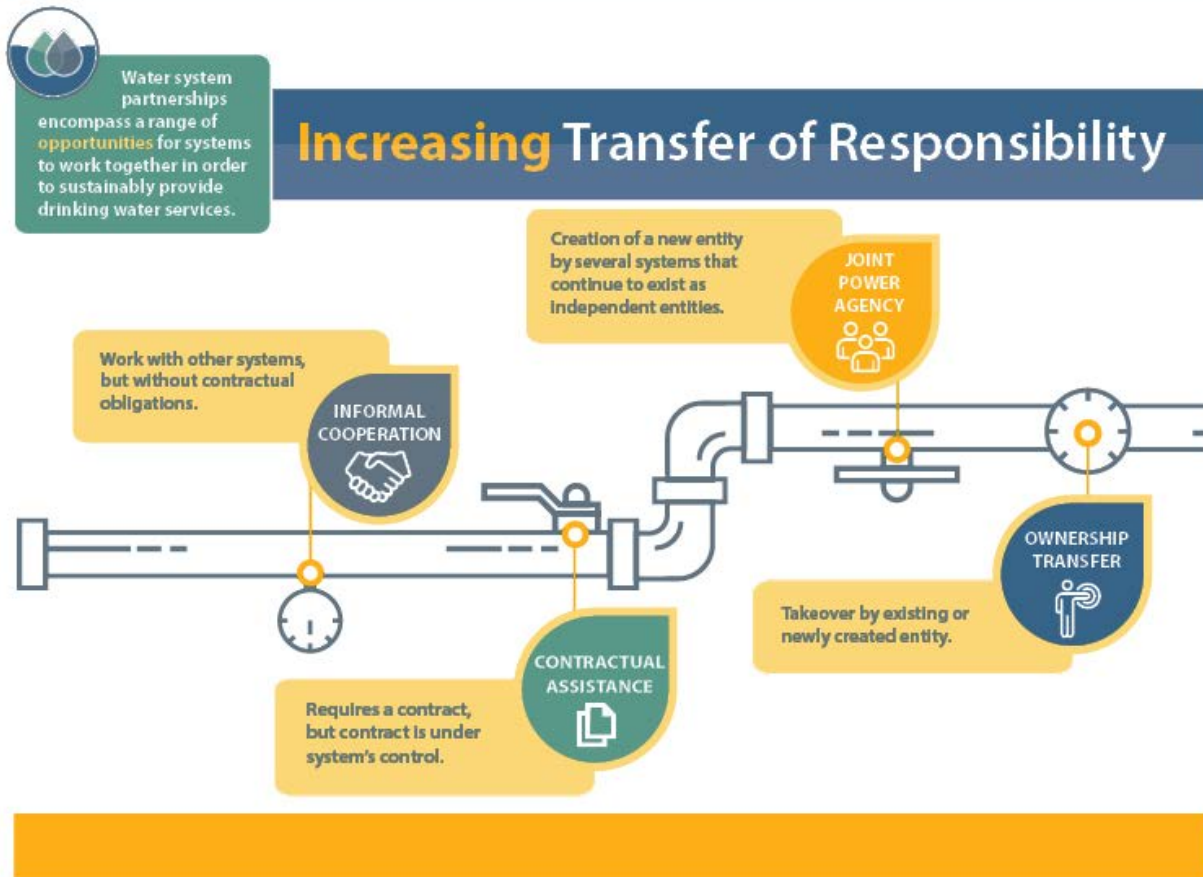 Water system
partnerships
encompass a range of
opportunities for systems
to work together in order
to sustainably provide
drinking water services.
Increasing Transfer of Responsibility
Work with other systems,
but without contractual
obligations.
INFORMAL
COOPERATION
Requires a contract,
but contract is under
system's control.
CONTRACTUAL
ASSISTANCE
Creation of a new entity
by several systems that
continue to exist as
independent entities.
JOINT
POWER
AGENCY
Takeover by existing or
newly created entity.
OWNERSHIP
TRANSFER